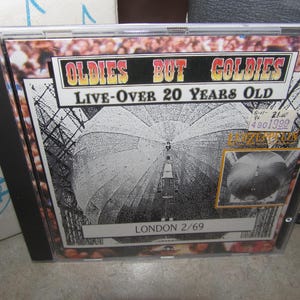 OLDIES BUT GOLDIES
LIVE-OVER 20 YEARS OLD
LONDON 2/69